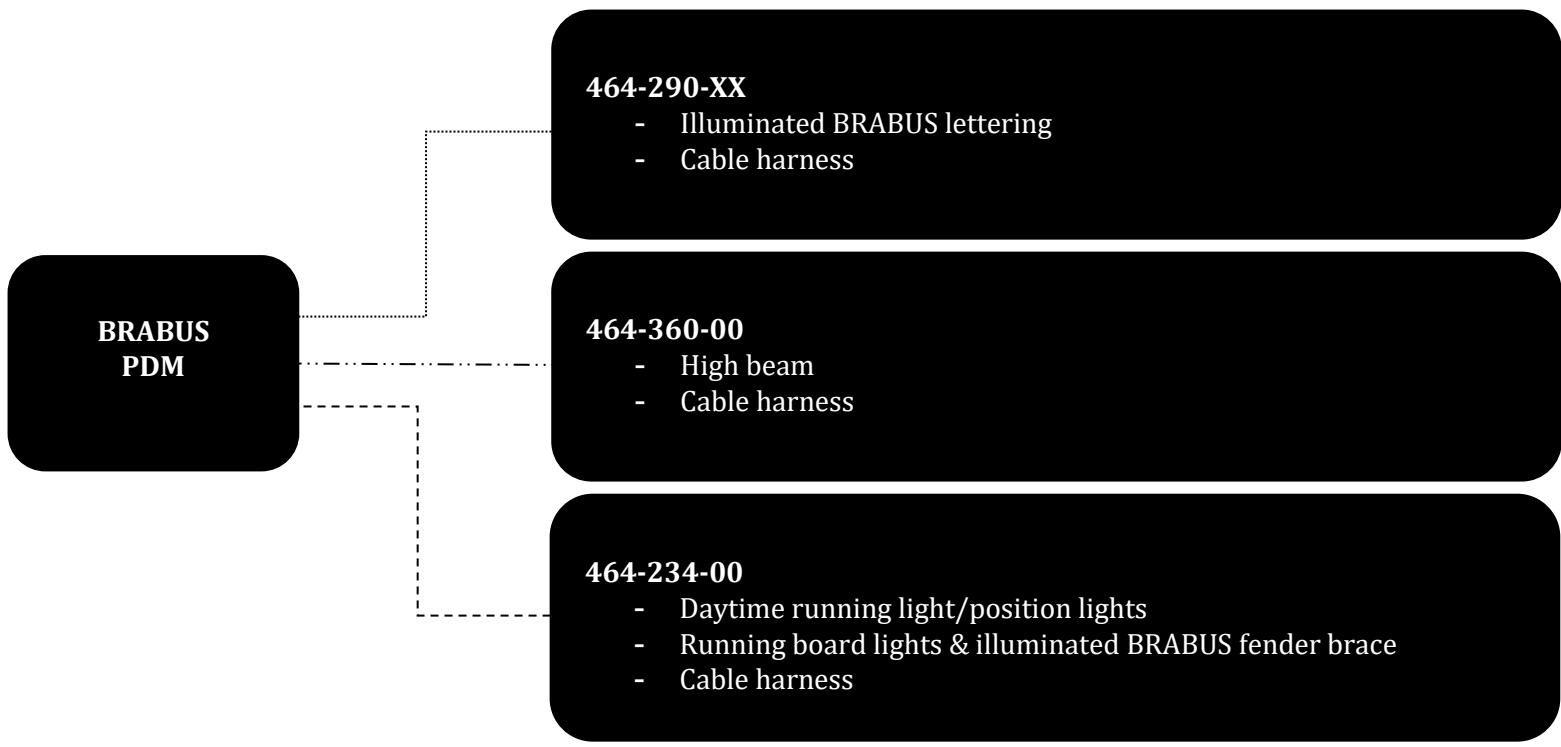 464-290-XX
- Illuminated BRABUS lettering
- Cable harness
BRABUS
PDM
464-360-00
- High beam
- Cable harness
464-234-00
- Daytime running light/position lights
- Running board lights & illuminated BRABUS fender brace
- Cable harness